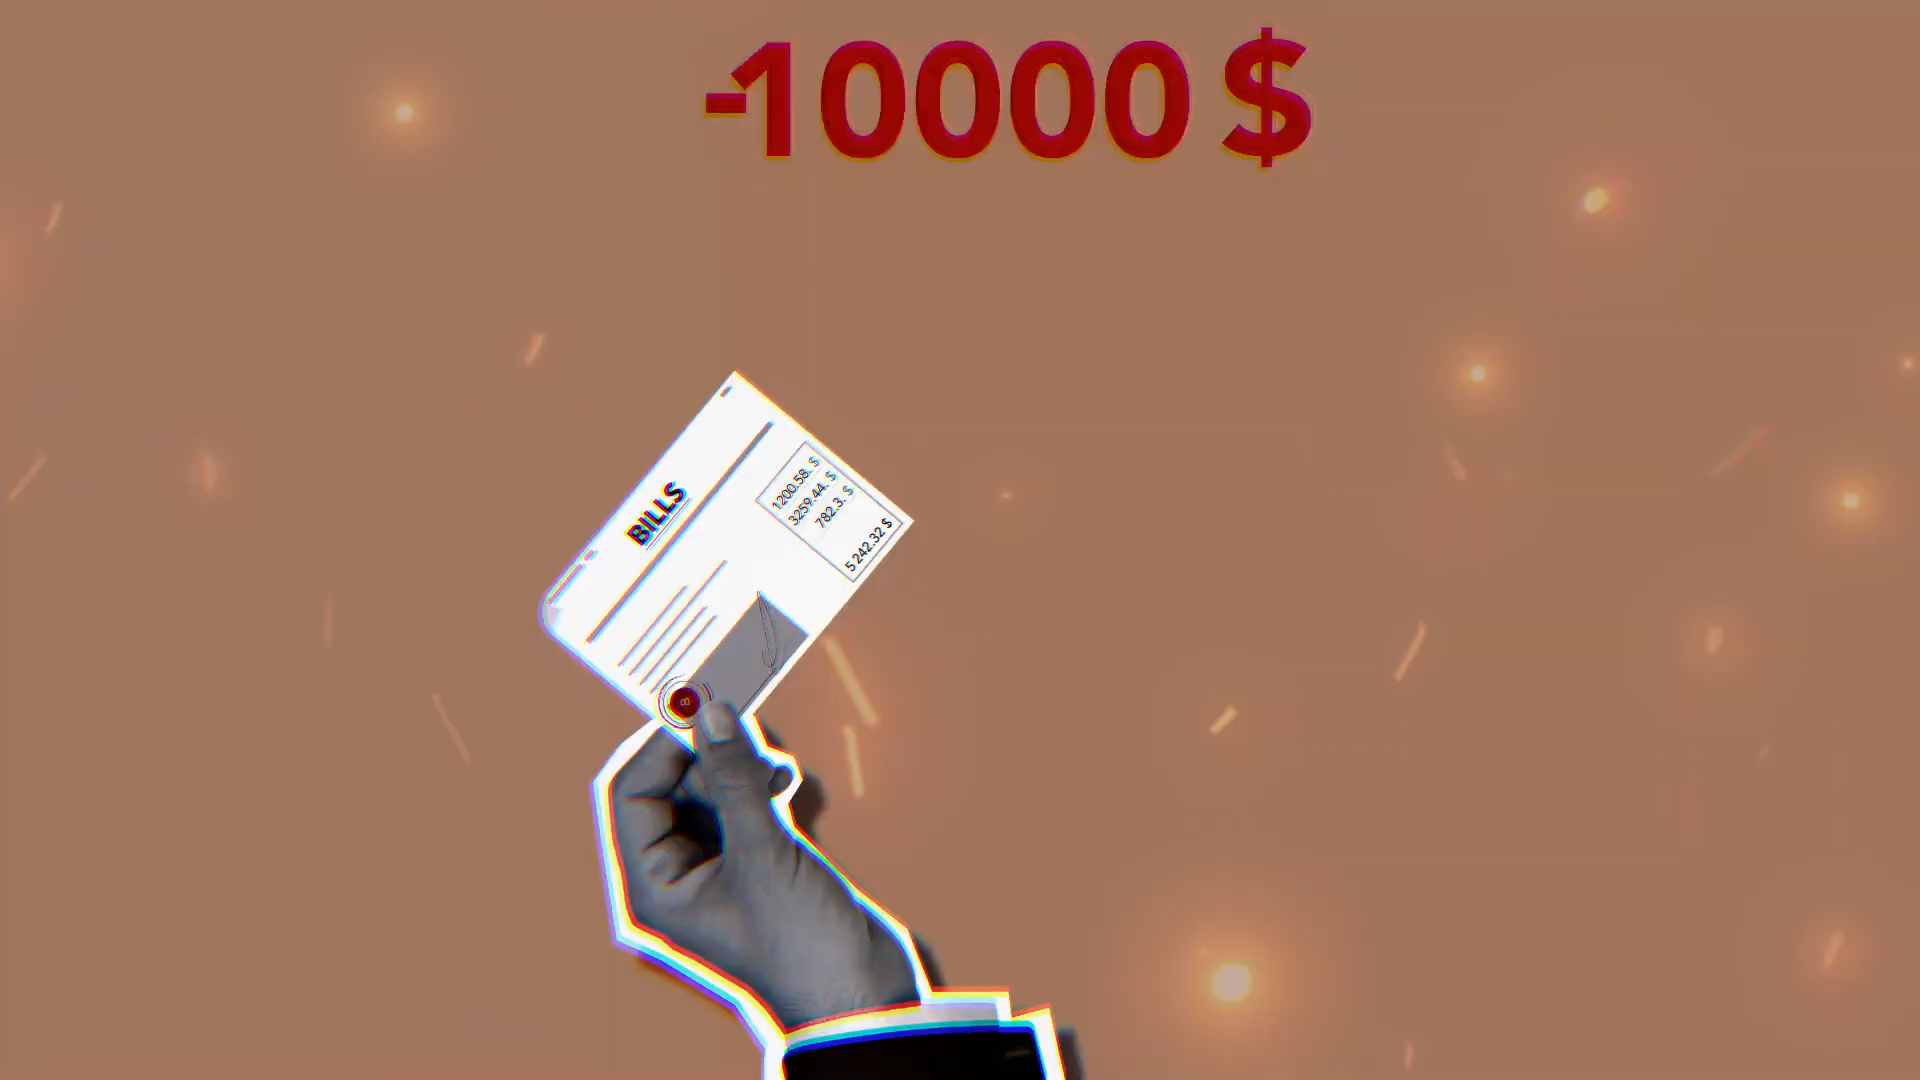 -10000 $
BILLS
1200.58. $
3259.44. $
782.3. $
5 242.32 $
B